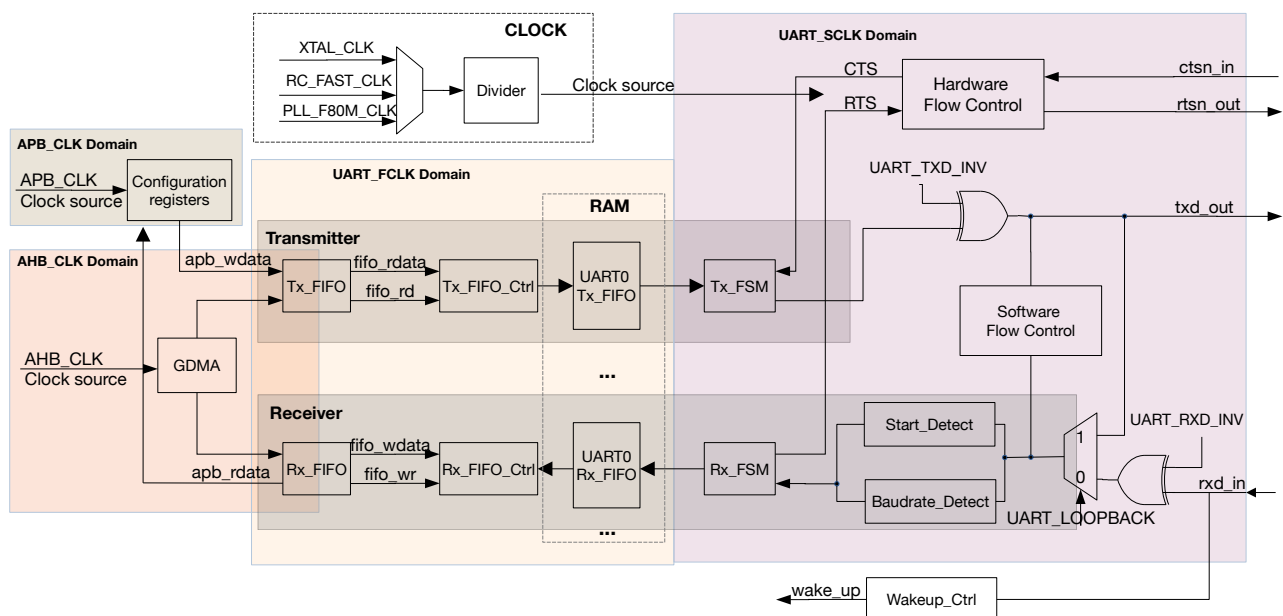 CLOCK
XTAL_CLK
RC_FAST_CLK
PLL_F80M_CLK
Divider
Clock source
UART_SCLK Domain
CTS
RTS
Hardware
Flow Control
ctsn_in
rtsn_out
APB_CLK Domain
APB_CLK
Clock source
Configuration
registers
UART_FCLK Domain
RAM
UART_TXD_INV
txd_out
AHB_CLK Domain
apb_wdata
Transmitter
Tx_FIFO
fifo_rdata
fifo_rd
Tx_FIFO_Ctrl
UART0
Tx_FIFO
Tx_FSM
Software
Flow Control
AHB_CLK
Clock source
GDMA
...
Receiver
apb_rdata
Rx_FIFO
fifo_wdata
fifo_wr
Rx_FIFO_Ctrl
UART0
Rx_FIFO
Rx_FSM
Start_Detect
Baudrate_Detect
1
0
UART_RXD_INV
rxd_in
UART_LOOPBACK
...
wake_up
Wakeup_Ctrl